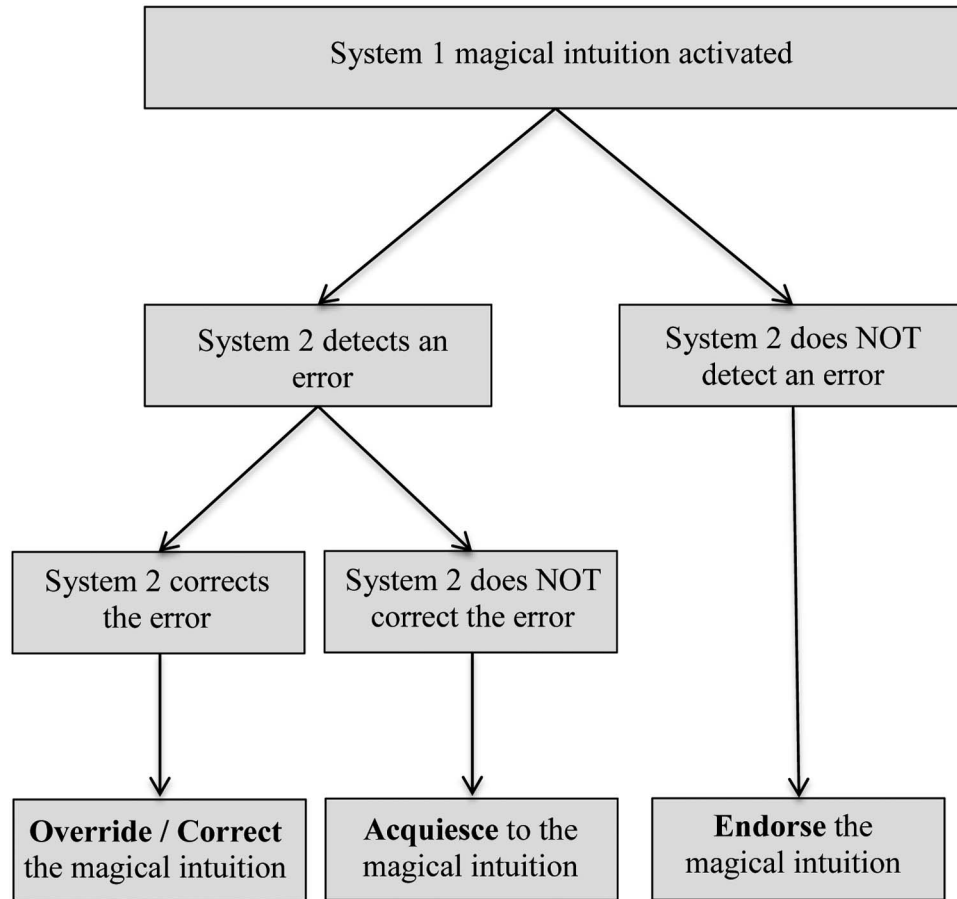 System 1 magical intuition activated
System 2 detects an
error
System 2 does NOT
detect an error
System 2 corrects
the error
System 2 does NOT
correct the error
Override / Correct
the magical intuition
Acquiesce to the
magical intuition
Endorse the
magical intuition